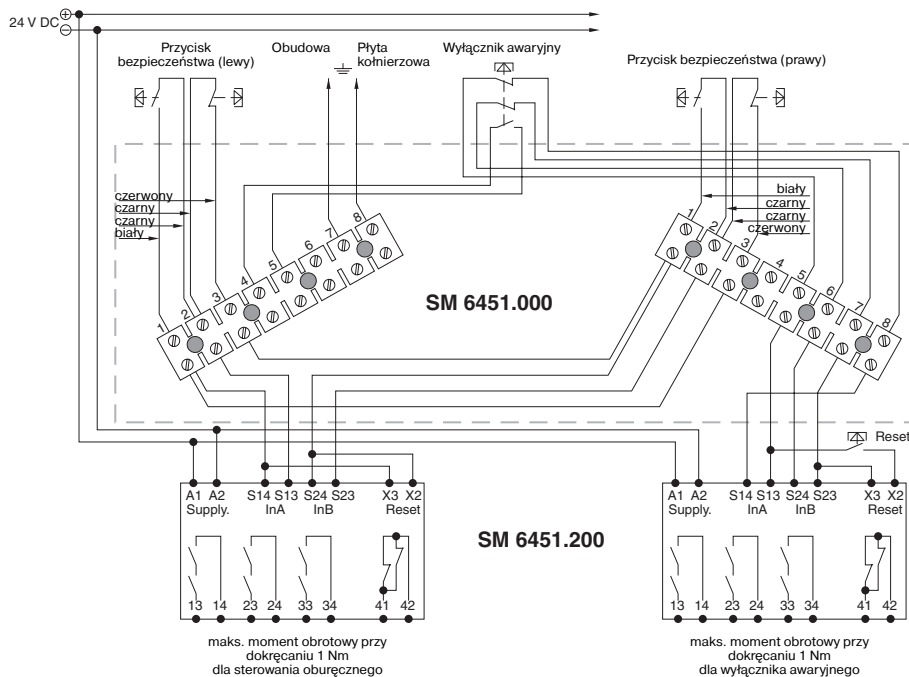 24 V DC
+
−
Przycisk
bezpieczeństwa (lewy)
Obudowa
Płyta
kołnierzowa
Wyłącznik awaryjny
Przycisk bezpieczeństwa (prawy)
czerwony
czarny
czarny
biały
biały
czarny
czarny
czerwony
1 2 3 4 5 6 7 8
1 2 3 4 5 6 7 8
SM 6451.000
Reset
A1 A2 S14 S13 S24 S23 X3 X2
Supply. InA InB Reset
13 14 23 24 33 34 41 42
SM 6451.200
A1 A2 S14 S13 S24 S23 X3 X2
Supply. InA InB Reset
13 14 23 24 33 34 41 42
maks. moment obrotowy przy
dokręcaniu 1 Nm
dla sterowania oburęcznego
maks. moment obrotowy przy
dokręcaniu 1 Nm
dla wyłącznika awaryjnego